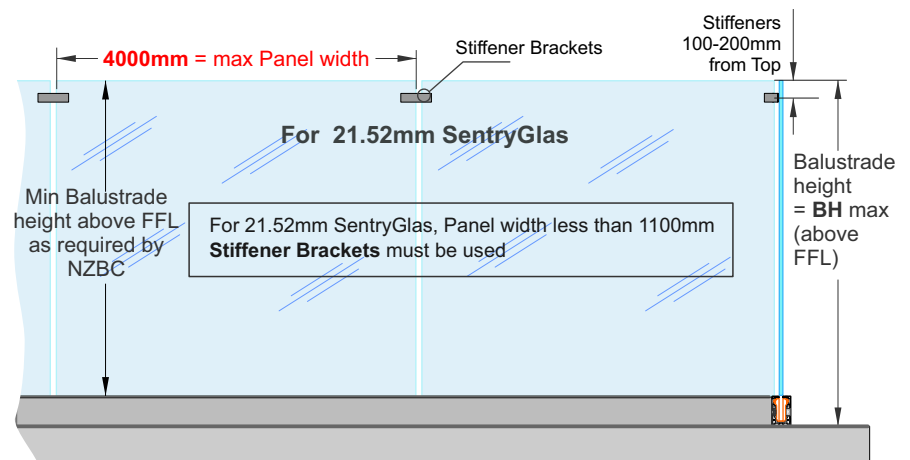 4000mm = max Panel width
Stiffener Brackets
Stiffeners
100-200mm
from Top
For 21.52mm SentryGlas
Min Balustrade
height above FFL
as required by
NZBC
For 21.52mm SentryGlas, Panel width less than 1100mm
Stiffener Brackets must be used
Balustrade
height
= BH max
(above
FFL)